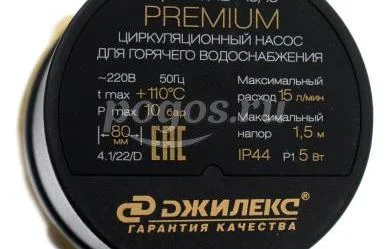 PREMIUM
ЦИРКУЛЯЦИОННЫЙ НАСОС
ДЛЯ ГОРЯЧЕГО ВОДОСНАБЖЕНИЯ
~220В 50Гц
t max +110°C
P max 10 бар
80 мм
4.1/22/D
EAC
Максимальный
расход 15 л/мин
Максимальный
напор 1,5 м
IP44 P1 5 Вт
ДЖИЛЕКС®
ГАРАНТИЯ КАЧЕСТВА